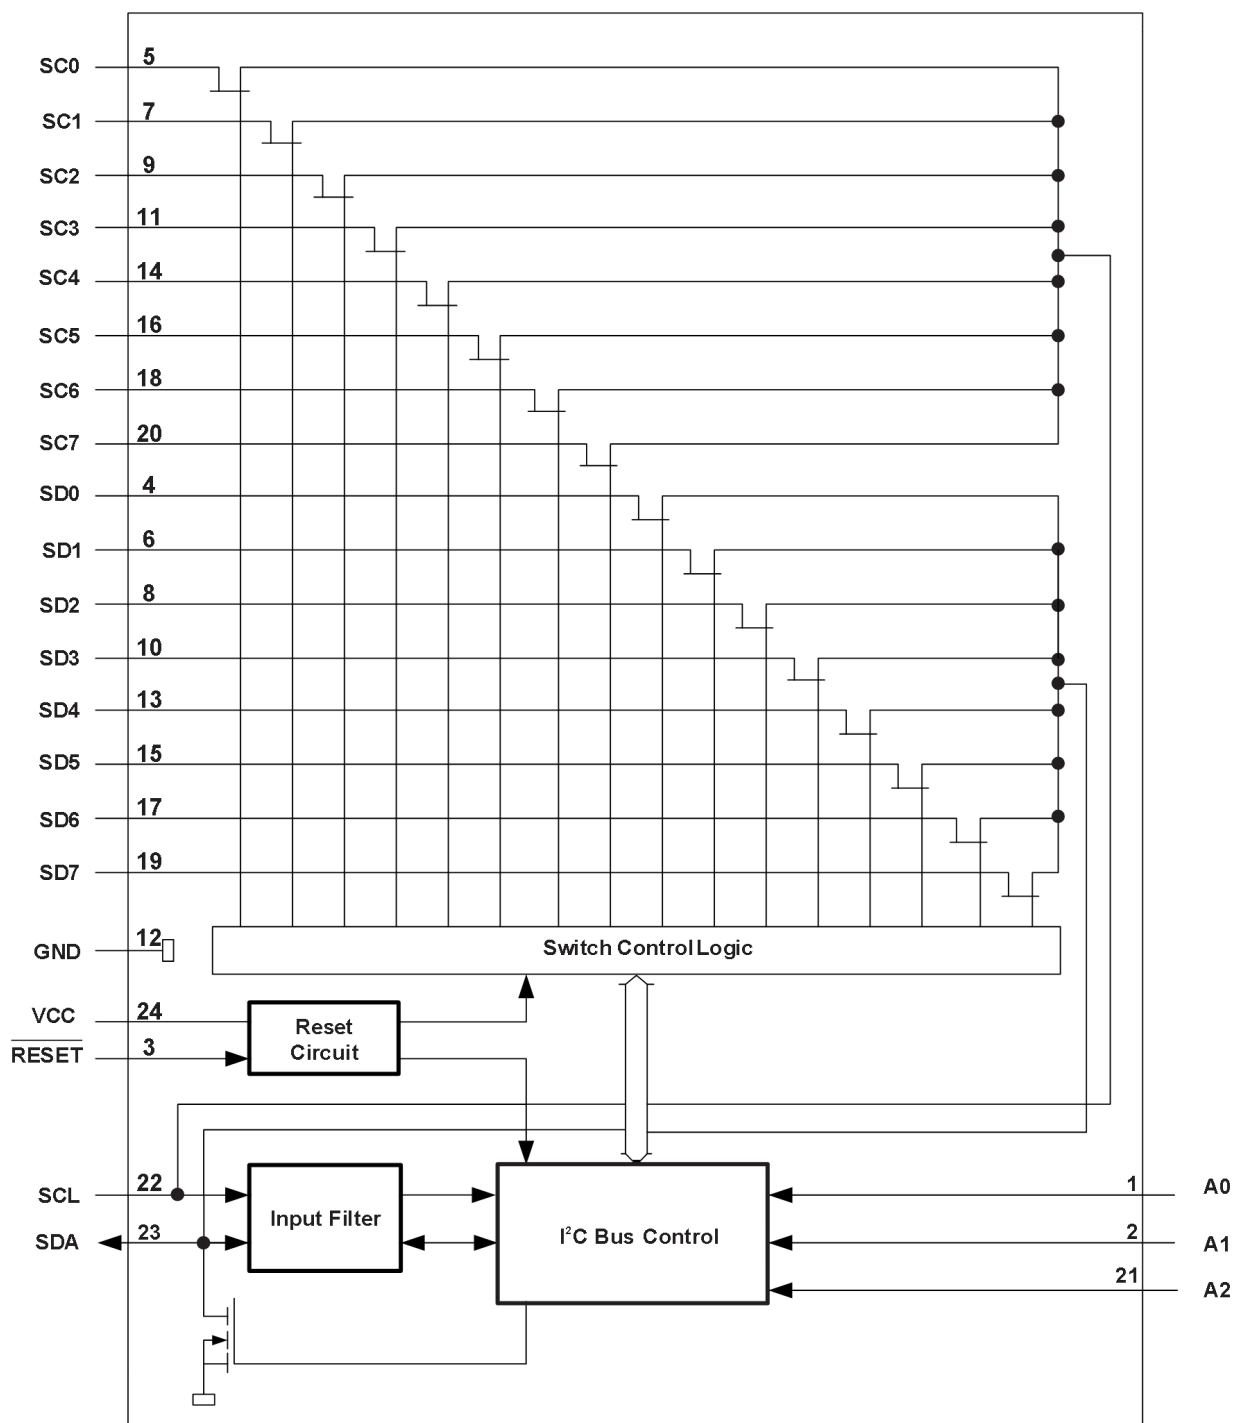 SC0 5
SC1 7
SC2 9
SC3 11
SC4 14
SC5 16
SC6 18
SC7 20
SD0 4
SD1 6
SD2 8
SD3 10
SD4 13
SD5 15
SD6 17
SD7 19
GND 12
Switch Control Logic
VCC 24
RESET 3
Reset
Circuit
SCL 22
SDA 23
Input Filter
I²C Bus Control
1 A0
2 A1
21 A2